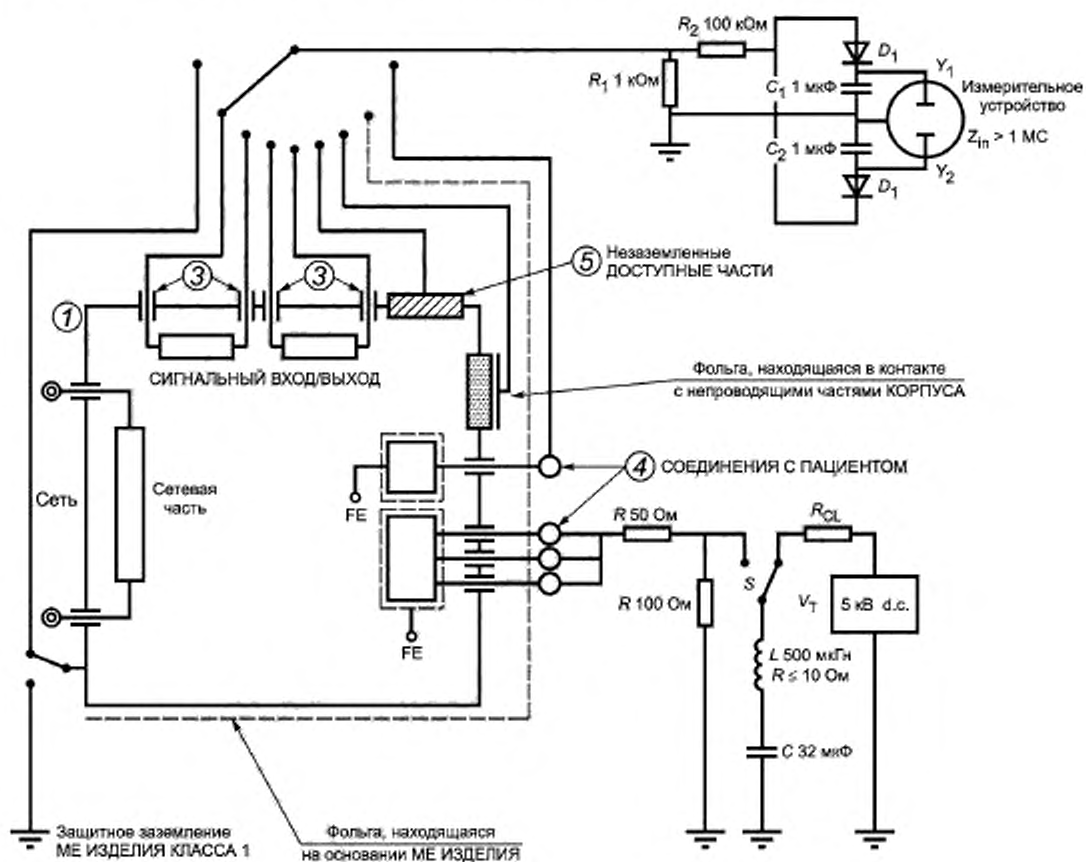 R2 100 кОм
D1
Y1
R1 1 кОм
C1 1 мкФ
Измерительное
устройство
C2 1 мкФ
Zin > 1 МС
Y2
D1
5
Незаземленные
ДОСТУПНЫЕ ЧАСТИ
3
3
1
СИГНАЛЬНЫЙ ВХОД/ВЫХОД
Фольга, находящаяся в контакте
с непроводящими частями КОРПУСА
4
СОЕДИНЕНИЯ С ПАЦИЕНТОМ
Сеть
Сетевая
часть
FE
R 50 Ом
RCL
S
R 100 Ом
VT
5 кВ d.c.
FE
L 500 мкГн
R ≤ 10 Ом
C 32 мкФ
Защитное заземление
МЕ ИЗДЕЛИЯ КЛАССА 1
Фольга, находящаяся
на основании МЕ ИЗДЕЛИЯ